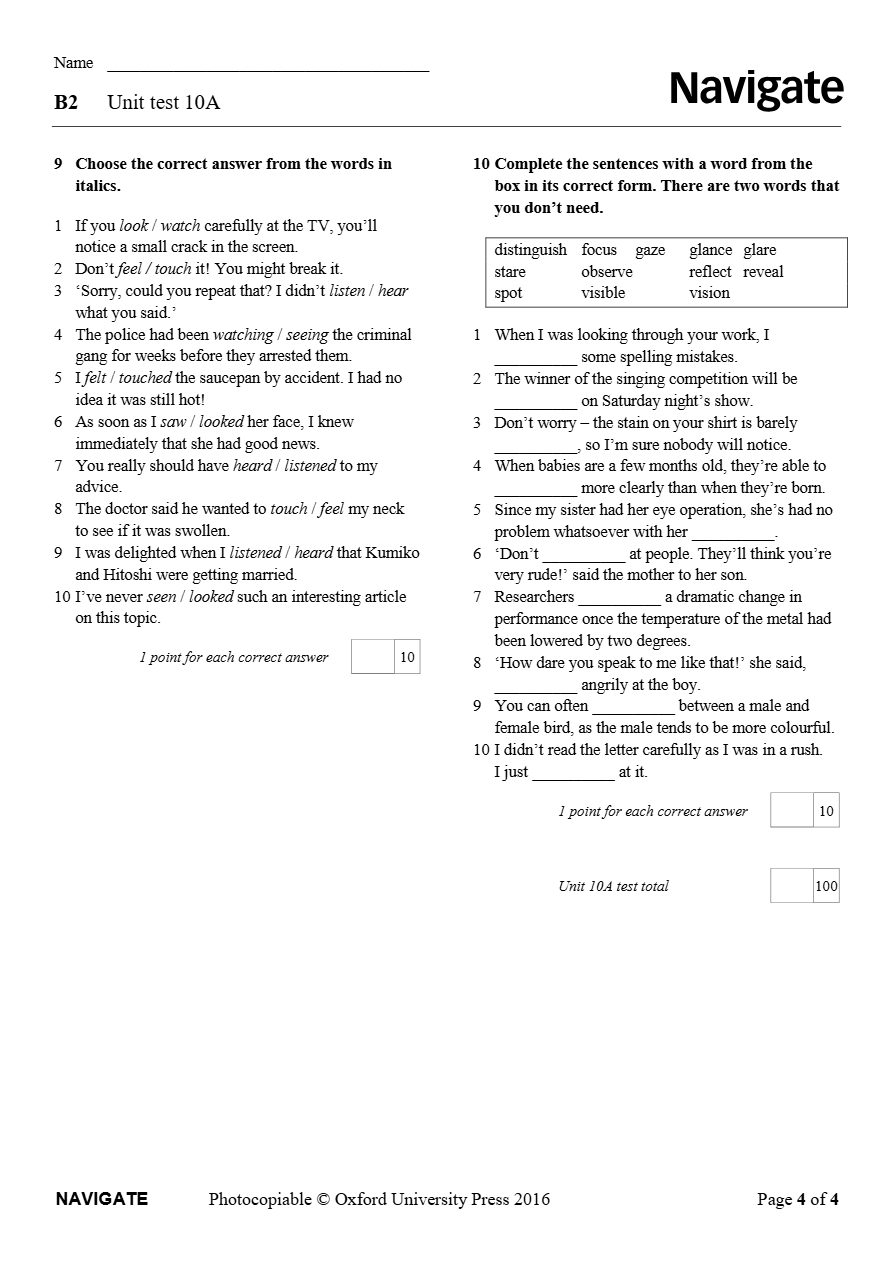 Name ___________________________________
Navigate
B2 Unit test 10A
9 Choose the correct answer from the words in
italics.
1 If you look / watch carefully at the TV, you’ll
notice a small crack in the screen.
2 Don’t feel / touch it! You might break it.
3 ‘Sorry, could you repeat that? I didn’t listen / hear
what you said.’
4 The police had been watching / seeing the criminal
gang for weeks before they arrested them.
5 I felt / touched the saucepan by accident. I had no
idea it was still hot!
6 As soon as I saw / looked her face, I knew
immediately that she had good news.
7 You really should have heard / listened to my
advice.
8 The doctor said he wanted to touch / feel my neck
to see if it was swollen.
9 I was delighted when I listened / heard that Kumiko
and Hitoshi were getting married.
10 I’ve never seen / looked such an interesting article
on this topic.
1 point for each correct answer 10
10 Complete the sentences with a word from the
box in its correct form. There are two words that
you don’t need.
distinguish focus gaze glance glare
stare observe reflect reveal
spot visible vision
1 When I was looking through your work, I
__________ some spelling mistakes.
2 The winner of the singing competition will be
__________ on Saturday night’s show.
3 Don’t worry – the stain on your shirt is barely
__________, so I’m sure nobody will notice.
4 When babies are a few months old, they’re able to
__________ more clearly than when they’re born.
5 Since my sister had her eye operation, she’s had no
problem whatsoever with her __________.
6 ‘Don’t __________ at people. They’ll think you’re
very rude!’ said the mother to her son.
7 Researchers __________ a dramatic change in
performance once the temperature of the metal had
been lowered by two degrees.
8 ‘How dare you speak to me like that!’ she said,
__________ angrily at the boy.
9 You can often __________ between a male and
female bird, as the male tends to be more colourful.
10 I didn’t read the letter carefully as I was in a rush.
I just __________ at it.
1 point for each correct answer 10
Unit 10A test total 100
NAVIGATE Photocopiable © Oxford University Press 2016 Page 4 of 4